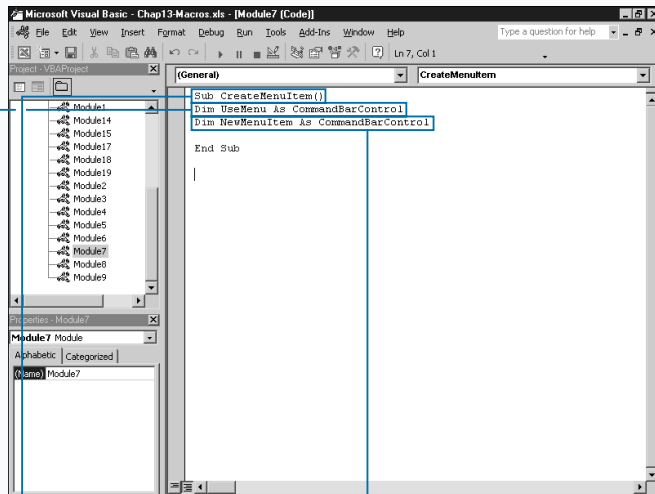 Microsoft Visual Basic - Chap13-Macros.xls - [Module7 (Code)]
File Edit View Insert Format Debug Run Tools Add-Ins Window Help
Type a question for help
Ln 7, Col 1
Project - VBAProject
(General)
CreateMenuItem
Module1
Module14
Module15
Module17
Module18
Module19
Module2
Module3
Module4
Module5
Module6
Module7
Module8
Module9
Sub CreateMenuItem()
Dim UseMenu As CommandBarControl
Dim NewMenuItem As CommandBarControl
End Sub
Properties - Module7
Module7 Module
Alphabetic Categorized
(Name) Module7